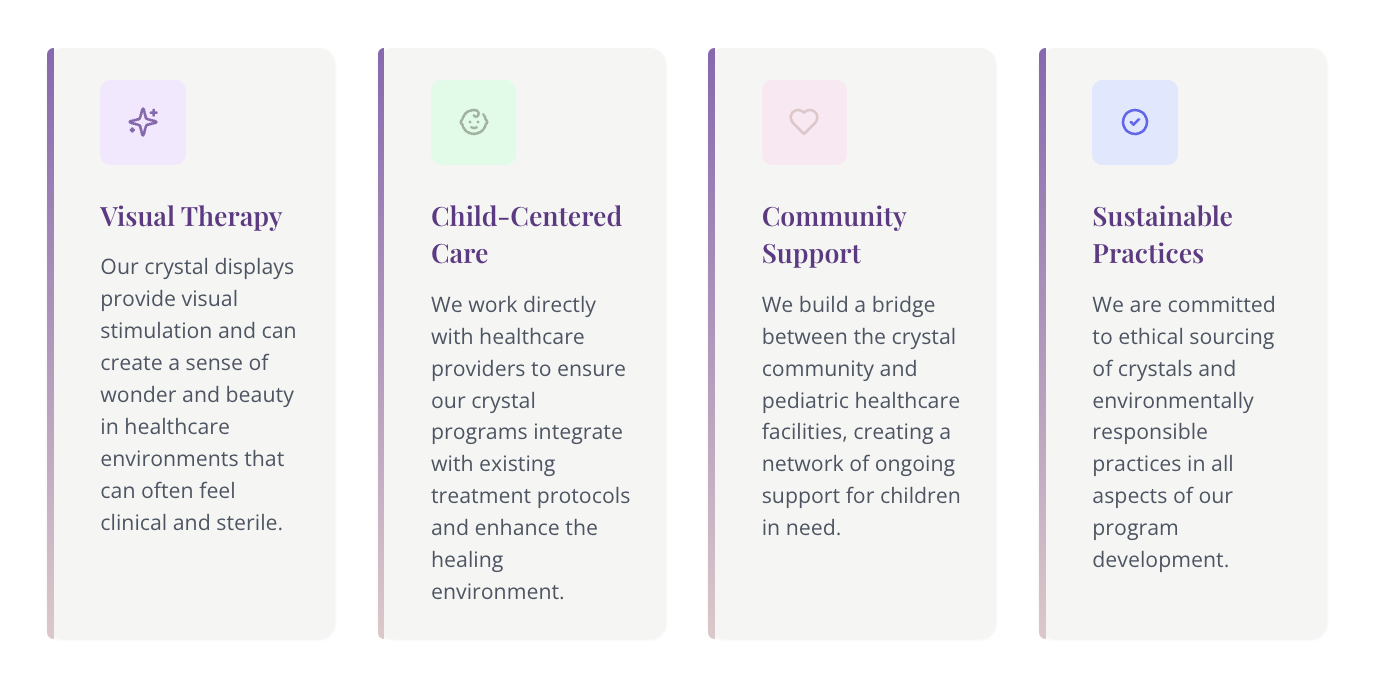 Visual Therapy
Our crystal displays
provide visual
stimulation and can
create a sense of
wonder and beauty
in healthcare
environments that
can often feel
clinical and sterile.
Child-Centered
Care
We work directly
with healthcare
providers to ensure
our crystal
programs integrate
with existing
treatment protocols
and enhance the
healing
environment.
Community
Support
We build a bridge
between the crystal
community and
pediatric healthcare
facilities, creating a
network of ongoing
support for children
in need.
Sustainable
Practices
We are committed
to ethical sourcing
of crystals and
environmentally
responsible
practices in all
aspects of our
program
development.